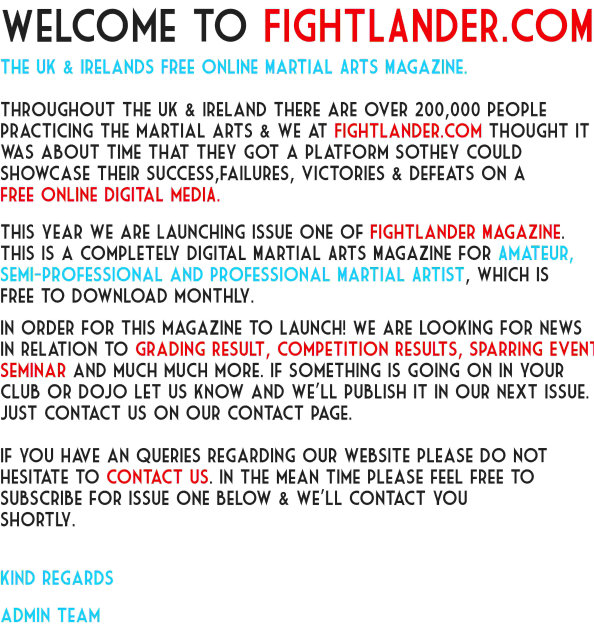 WELCOME TO FIGHTLANDER.COM
THE UK & IRELANDS FREE ONLINE MARTIAL ARTS MAGAZINE.
THROUGHOUT THE UK & IRELAND THERE ARE OVER 200,000 PEOPLE
PRACTICING THE MARTIAL ARTS & WE AT FIGHTLANDER.COM THOUGHT IT
WAS ABOUT TIME THAT THEY GOT A PLATFORM SOTHEY COULD
SHOWCASE THEIR SUCCESS,FAILURES, VICTORIES & DEFEATS ON A
FREE ONLINE DIGITAL MEDIA.
THIS YEAR WE ARE LAUNCHING ISSUE ONE OF FIGHTLANDER MAGAZINE.
THIS IS A COMPLETELY DIGITAL MARTIAL ARTS MAGAZINE FOR AMATEUR,
SEMI-PROFESSIONAL AND PROFESSIONAL MARTIAL ARTIST, WHICH IS
FREE TO DOWNLOAD MONTHLY.
IN ORDER FOR THIS MAGAZINE TO LAUNCH! WE ARE LOOKING FOR NEWS
IN RELATION TO GRADING RESULT, COMPETITION RESULTS, SPARRING EVENT
SEMINAR AND MUCH MUCH MORE. IF SOMETHING IS GOING ON IN YOUR
CLUB OR DOJO LET US KNOW AND WE'LL PUBLISH IT IN OUR NEXT ISSUE.
JUST CONTACT US ON OUR CONTACT PAGE.
IF YOU HAVE AN QUERIES REGARDING OUR WEBSITE PLEASE DO NOT
HESITATE TO CONTACT US. IN THE MEAN TIME PLEASE FEEL FREE TO
SUBSCRIBE FOR ISSUE ONE BELOW & WE'LL CONTACT YOU
SHORTLY.
KIND REGARDS
ADMIN TEAM